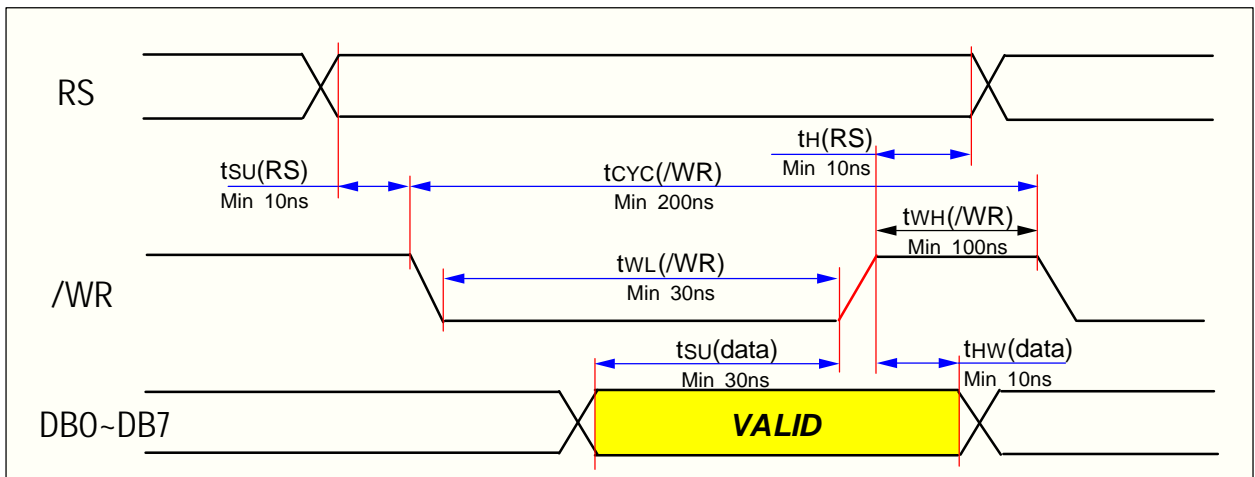 RS
tH(RS)
Min 10ns
tSU(RS)
Min 10ns
tCYC(/WR)
Min 200ns
tWH(/WR)
Min 100ns
/WR
tWL(/WR)
Min 30ns
tSU(data)
Min 30ns
tHW(data)
Min 10ns
DB0~DB7
VALID